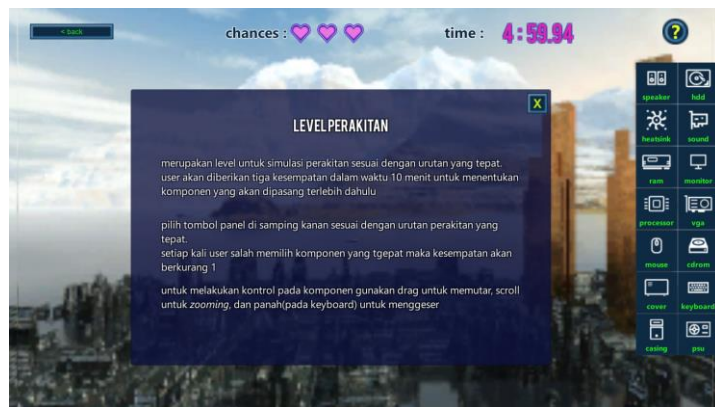 < back
chances :
time :
4:59.94
?
X
LEVEL PERAKITAN
merupakan level untuk simulasi perakitan sesuai dengan urutan yang tepat.
user akan diberikan tiga kesempatan dalam waktu 10 menit untuk menentukan
komponen yang akan dipasang terlebih dahulu
pilih tombol panel di samping kanan sesuai dengan urutan perakitan yang
tepat.
setiap kali user salah memilih komponen yang tgepat maka kesempatan akan
berkurang 1
untuk melakukan kontrol pada komponen gunakan drag untuk memutar, scroll
untuk zooming, dan panah(pada keyboard) untuk menggeser
speaker
hdd
heatsink
sound
ram
monitor
processor
vga
mouse
cdrom
cover
keyboard
casing
psu